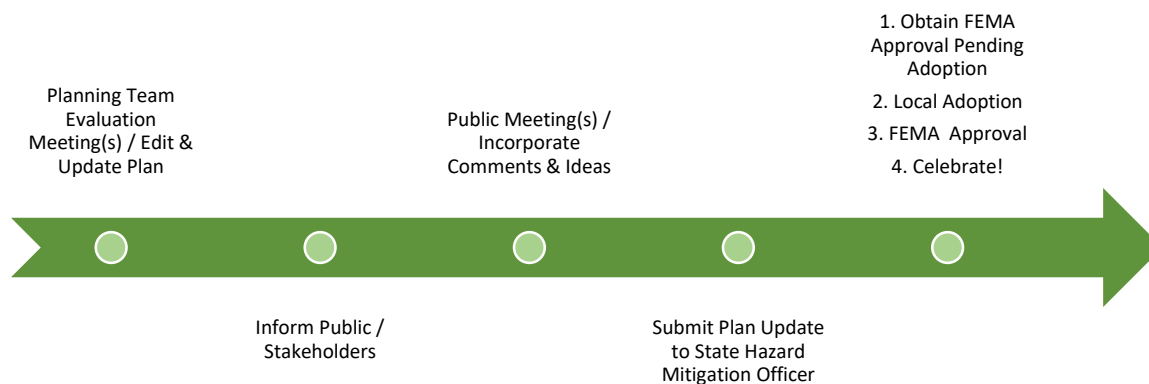 Planning Team
Evaluation
Meeting(s) / Edit &
Update Plan
Inform Public /
Stakeholders
Public Meeting(s) /
Incorporate
Comments & Ideas
Submit Plan Update
to State Hazard
Mitigation Officer
1. Obtain FEMA
Approval Pending
Adoption
2. Local Adoption
3. FEMA  Approval
4. Celebrate!